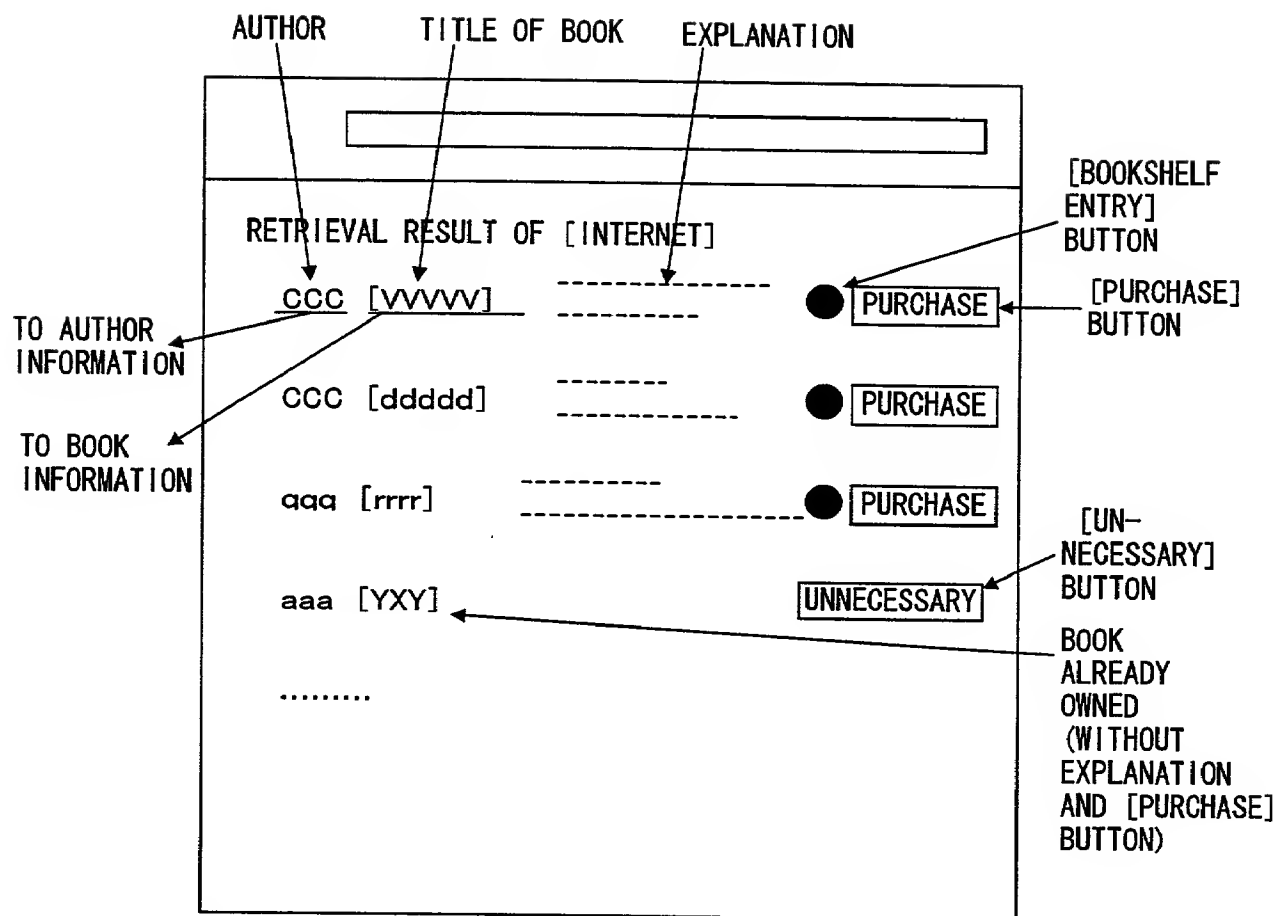 AUTHOR TITLE OF BOOK EXPLANATION
[BOOKSHELF
ENTRY]
BUTTON
RETRIEVAL RESULT OF [INTERNET]
CCC [VVVVV] PURCHASE
[PURCHASE]
BUTTON
TO AUTHOR
INFORMATION
CCC [ddddd] PURCHASE
TO BOOK
INFORMATION
qqq [rrrr] PURCHASE
[UN-
NECESSARY]
BUTTON
aaa [YXY] UNNECESSARY
BOOK
ALREADY
OWNED
(WITHOUT
EXPLANATION
AND [PURCHASE]
BUTTON)
.........